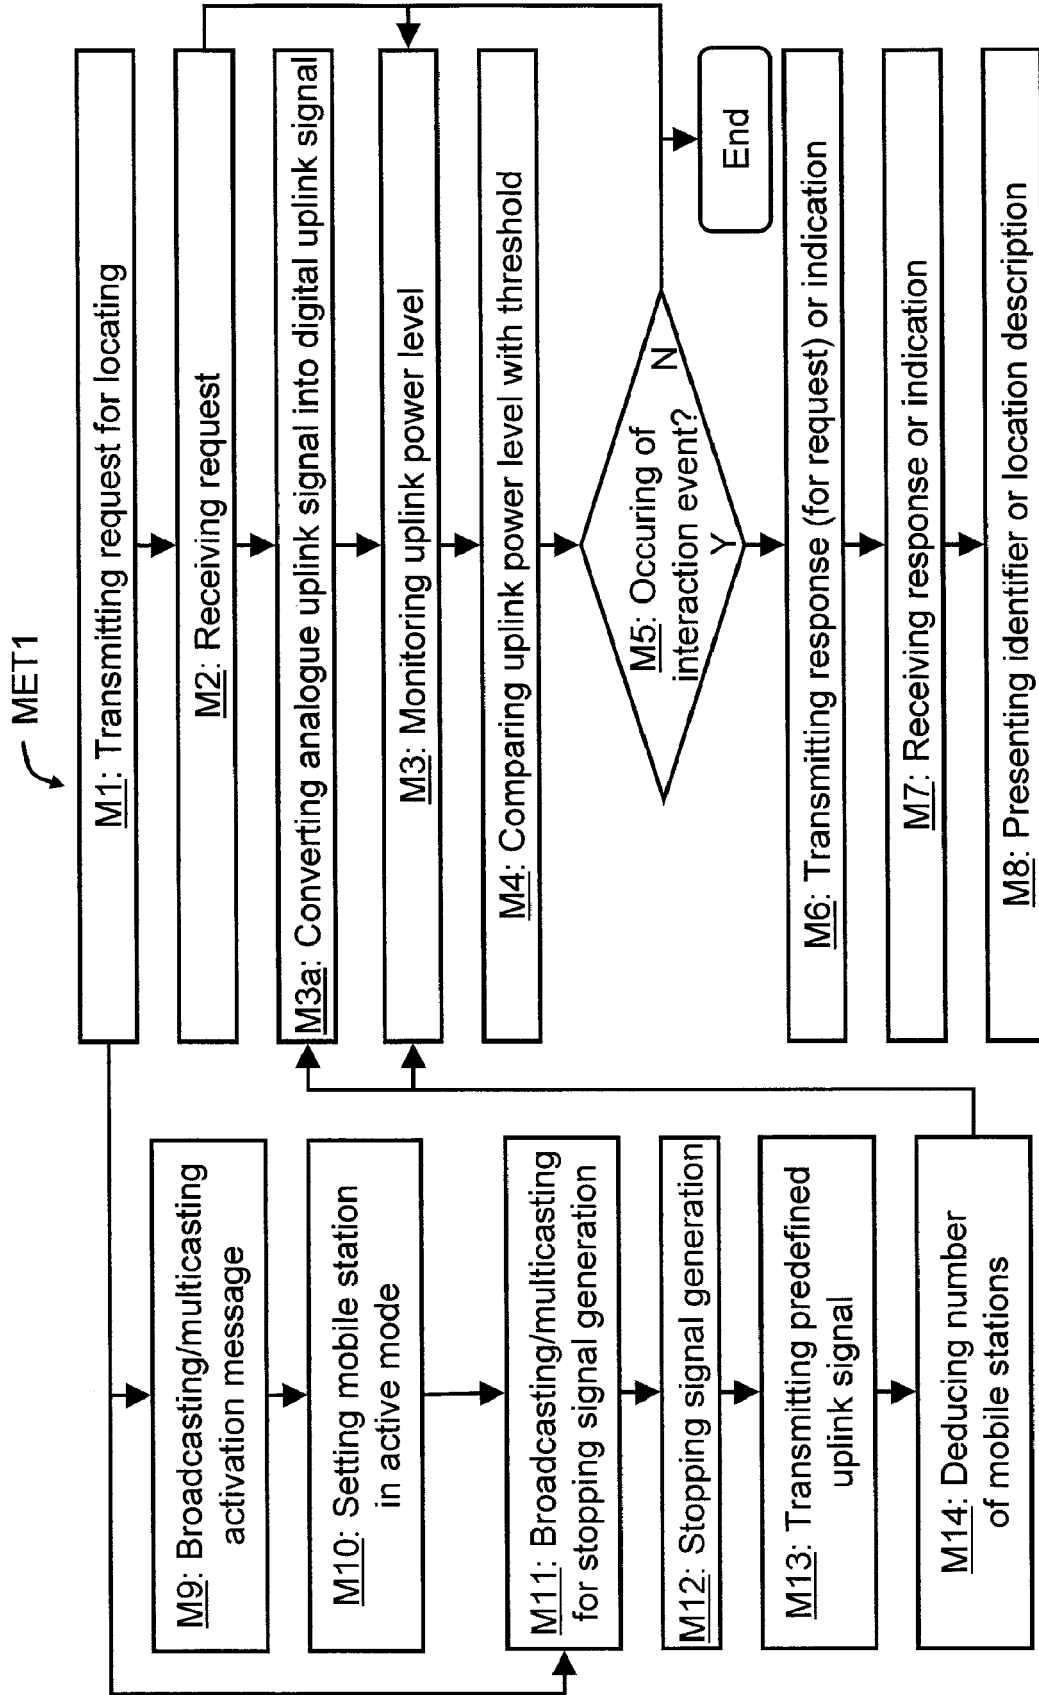 MET1
M1: Transmitting request for locating
M2: Receiving request
M3a: Converting analogue uplink signal into digital uplink signal
M3: Monitoring uplink power level
M4: Comparing uplink power level with threshold
M5: Occuring of
interaction event?
Y
N
End
M6: Transmitting response (for request) or indication
M7: Receiving response or indication
M8: Presenting identifier or location description
M9: Broadcasting/multicasting
activation message
M10: Setting mobile station
in active mode
M11: Broadcasting/multicasting
for stopping signal generation
M12: Stopping signal generation
M13: Transmitting predefined
uplink signal
M14: Deducing number
of mobile stations